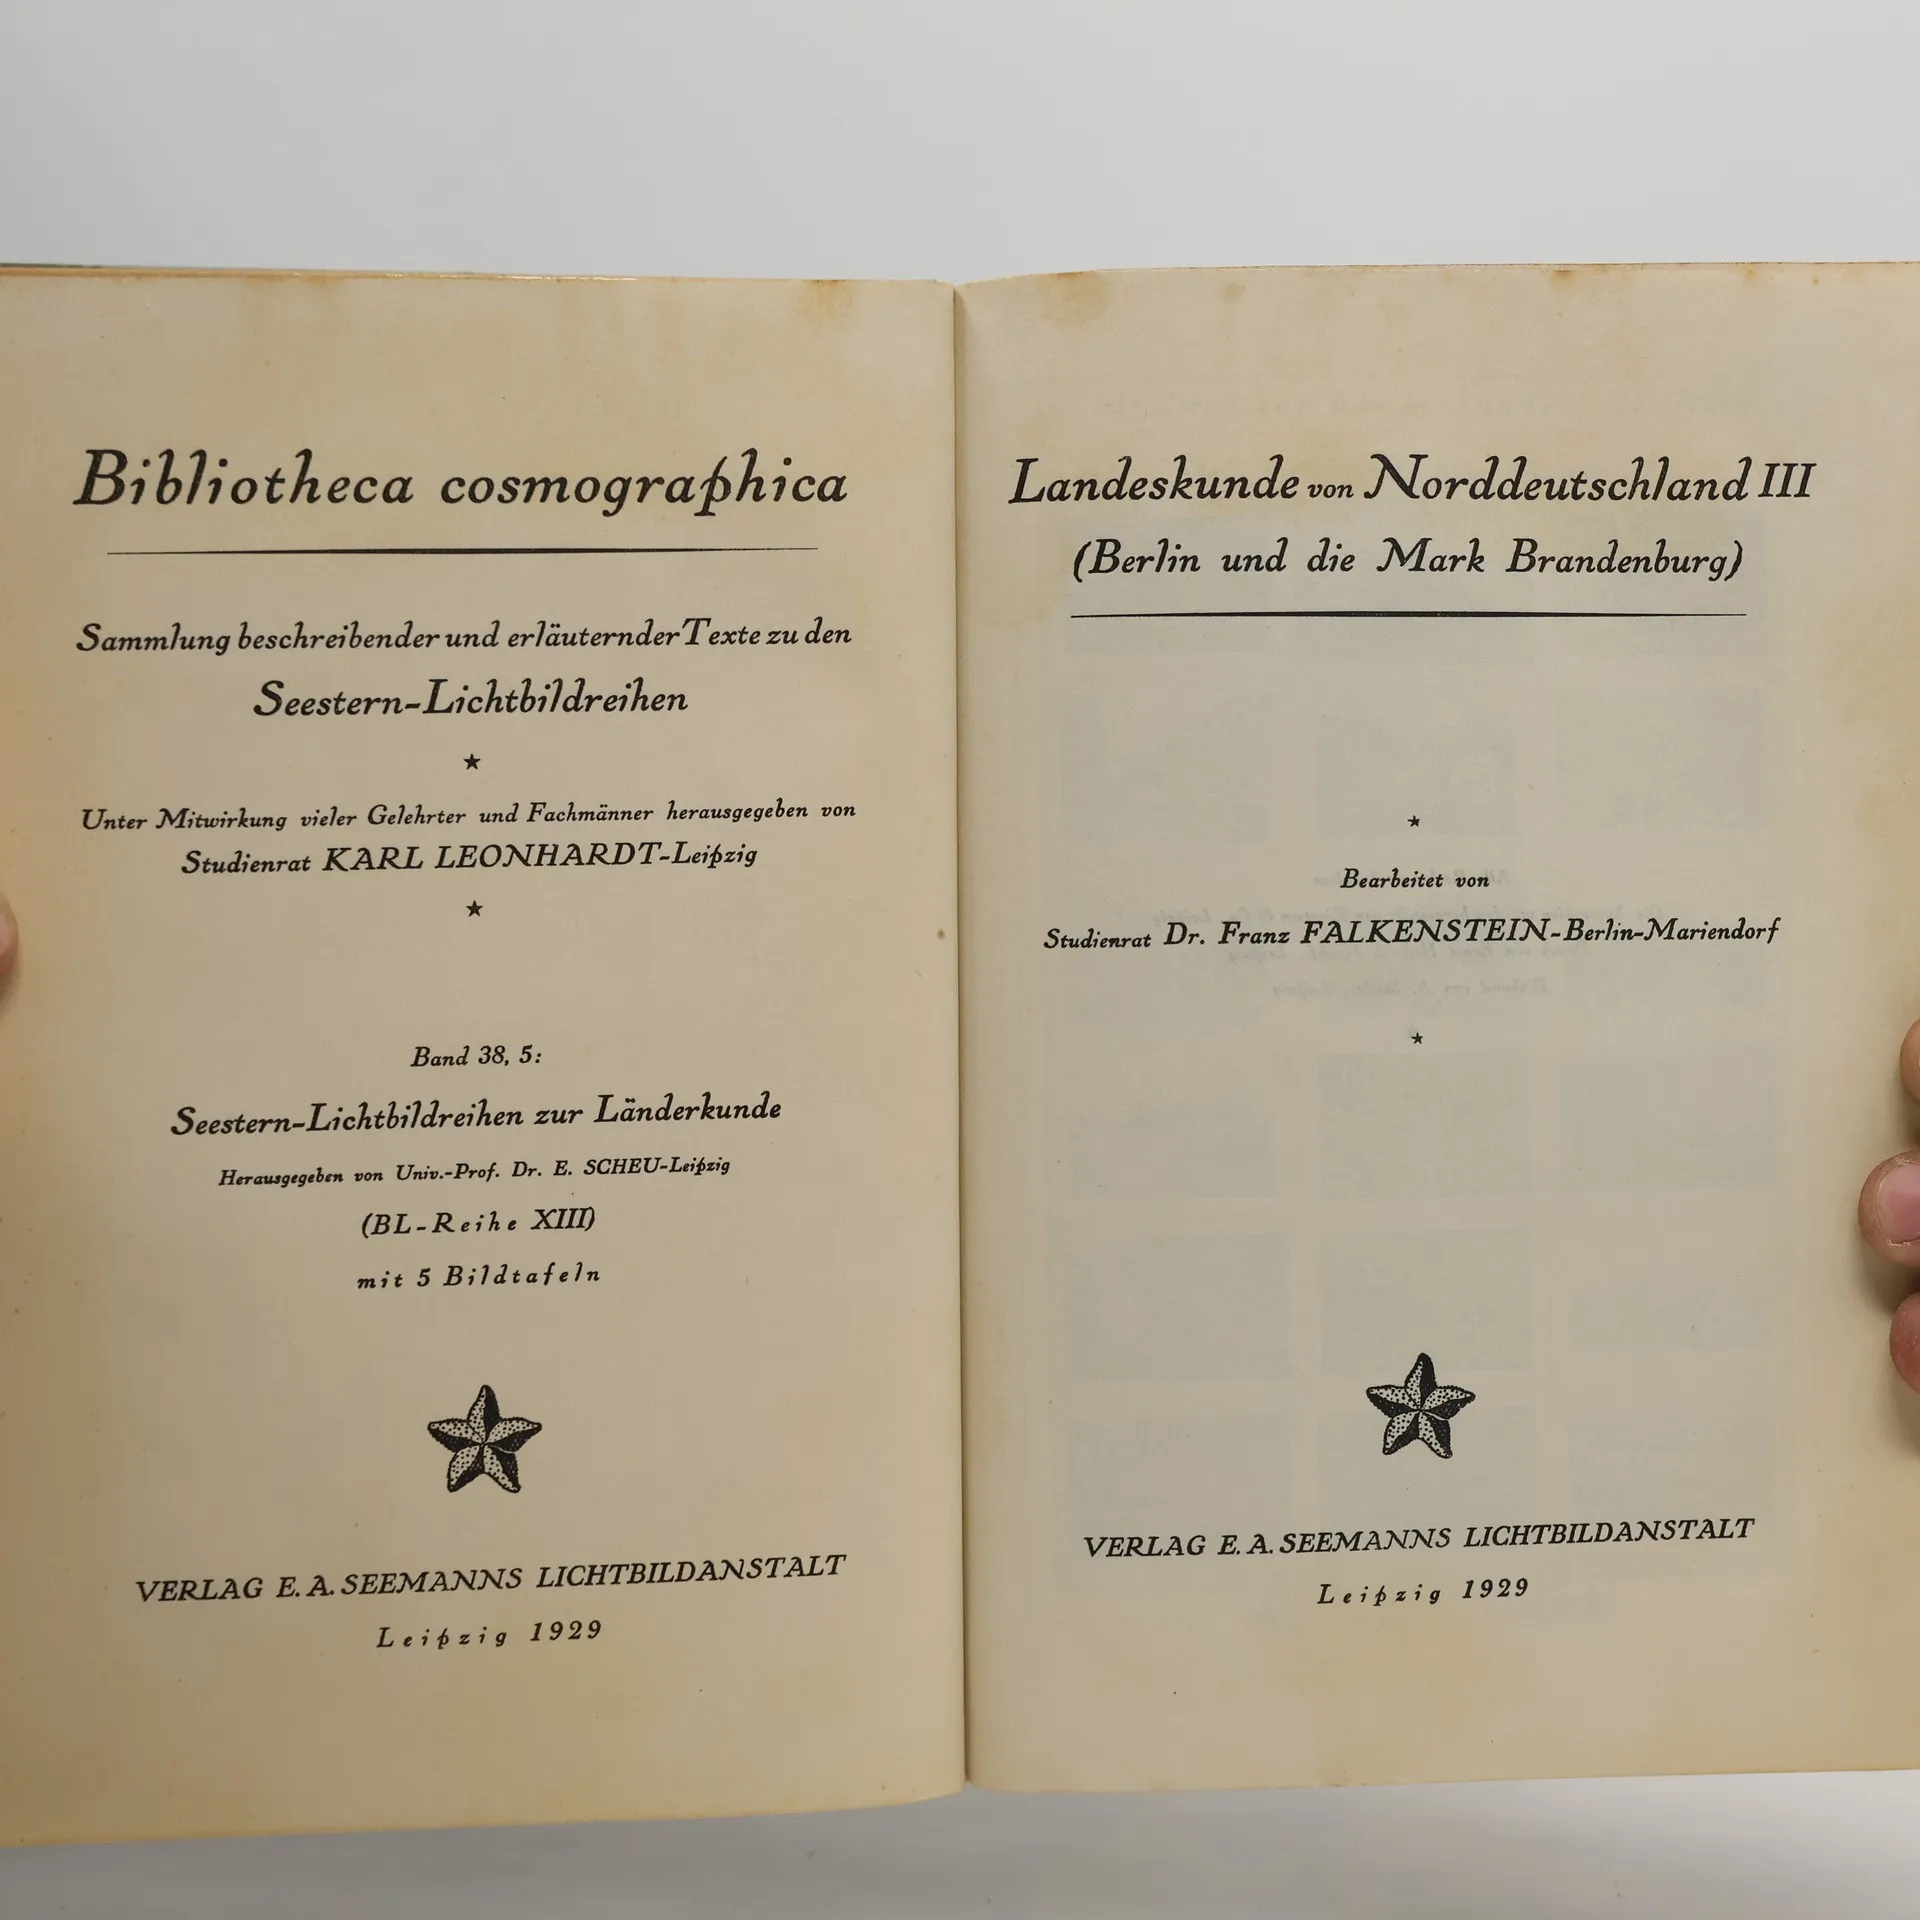 Bibliotheca cosmographica
Sammlung beschreibender und erläuternder Texte zu den
Seestern-Lichtbildreihen
Unter Mitwirkung vieler Gelehrter und Fachmänner herausgegeben von
Studienrat KARL LEONHARDT-Leipzig
Band 38, 5:
Seestern-Lichtbildreihen zur Länderkunde
Herausgegeben von Univ.-Prof. Dr. E. SCHEU-Leipzig
(BL-Reihe XIII)
mit 5 Bildtafeln
VERLAG E. A. SEEMANNS LICHTBILDANSTALT
Leipzig 1929
Landeskunde von Norddeutschland III
(Berlin und die Mark Brandenburg)
Bearbeitet von
Studienrat Dr. Franz FALKENSTEIN-Berlin-Mariendorf
VERLAG E. A. SEEMANNS LICHTBILDANSTALT
Leipzig 1929